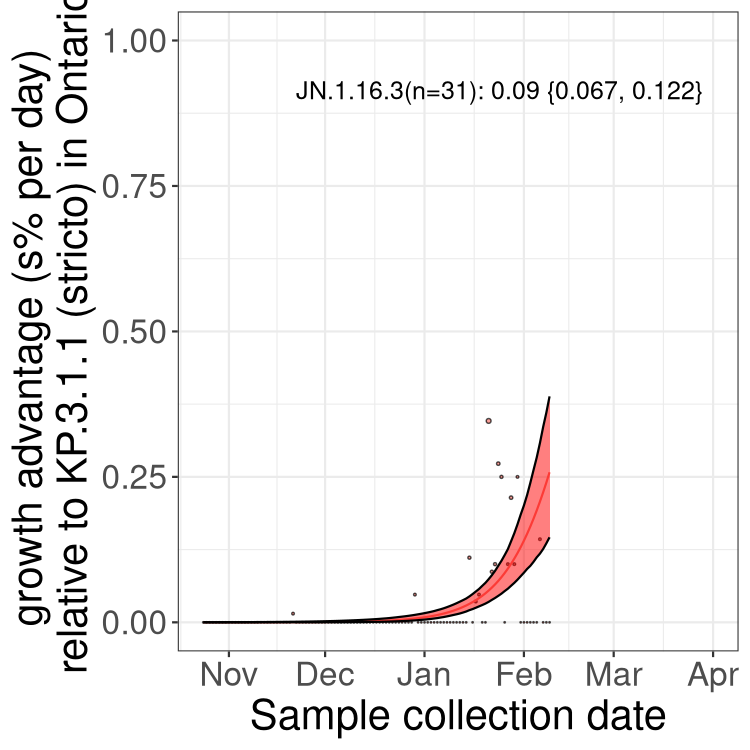 growth advantage (s% per day)
relative to KP.3.1.1 (stricto) in Ontario
1.00
JN.1.16.3(n=31): 0.09 {0.067, 0.122}
0.75
0.50
0.25
0.00
Nov Dec Jan Feb Mar Apr
Sample collection date